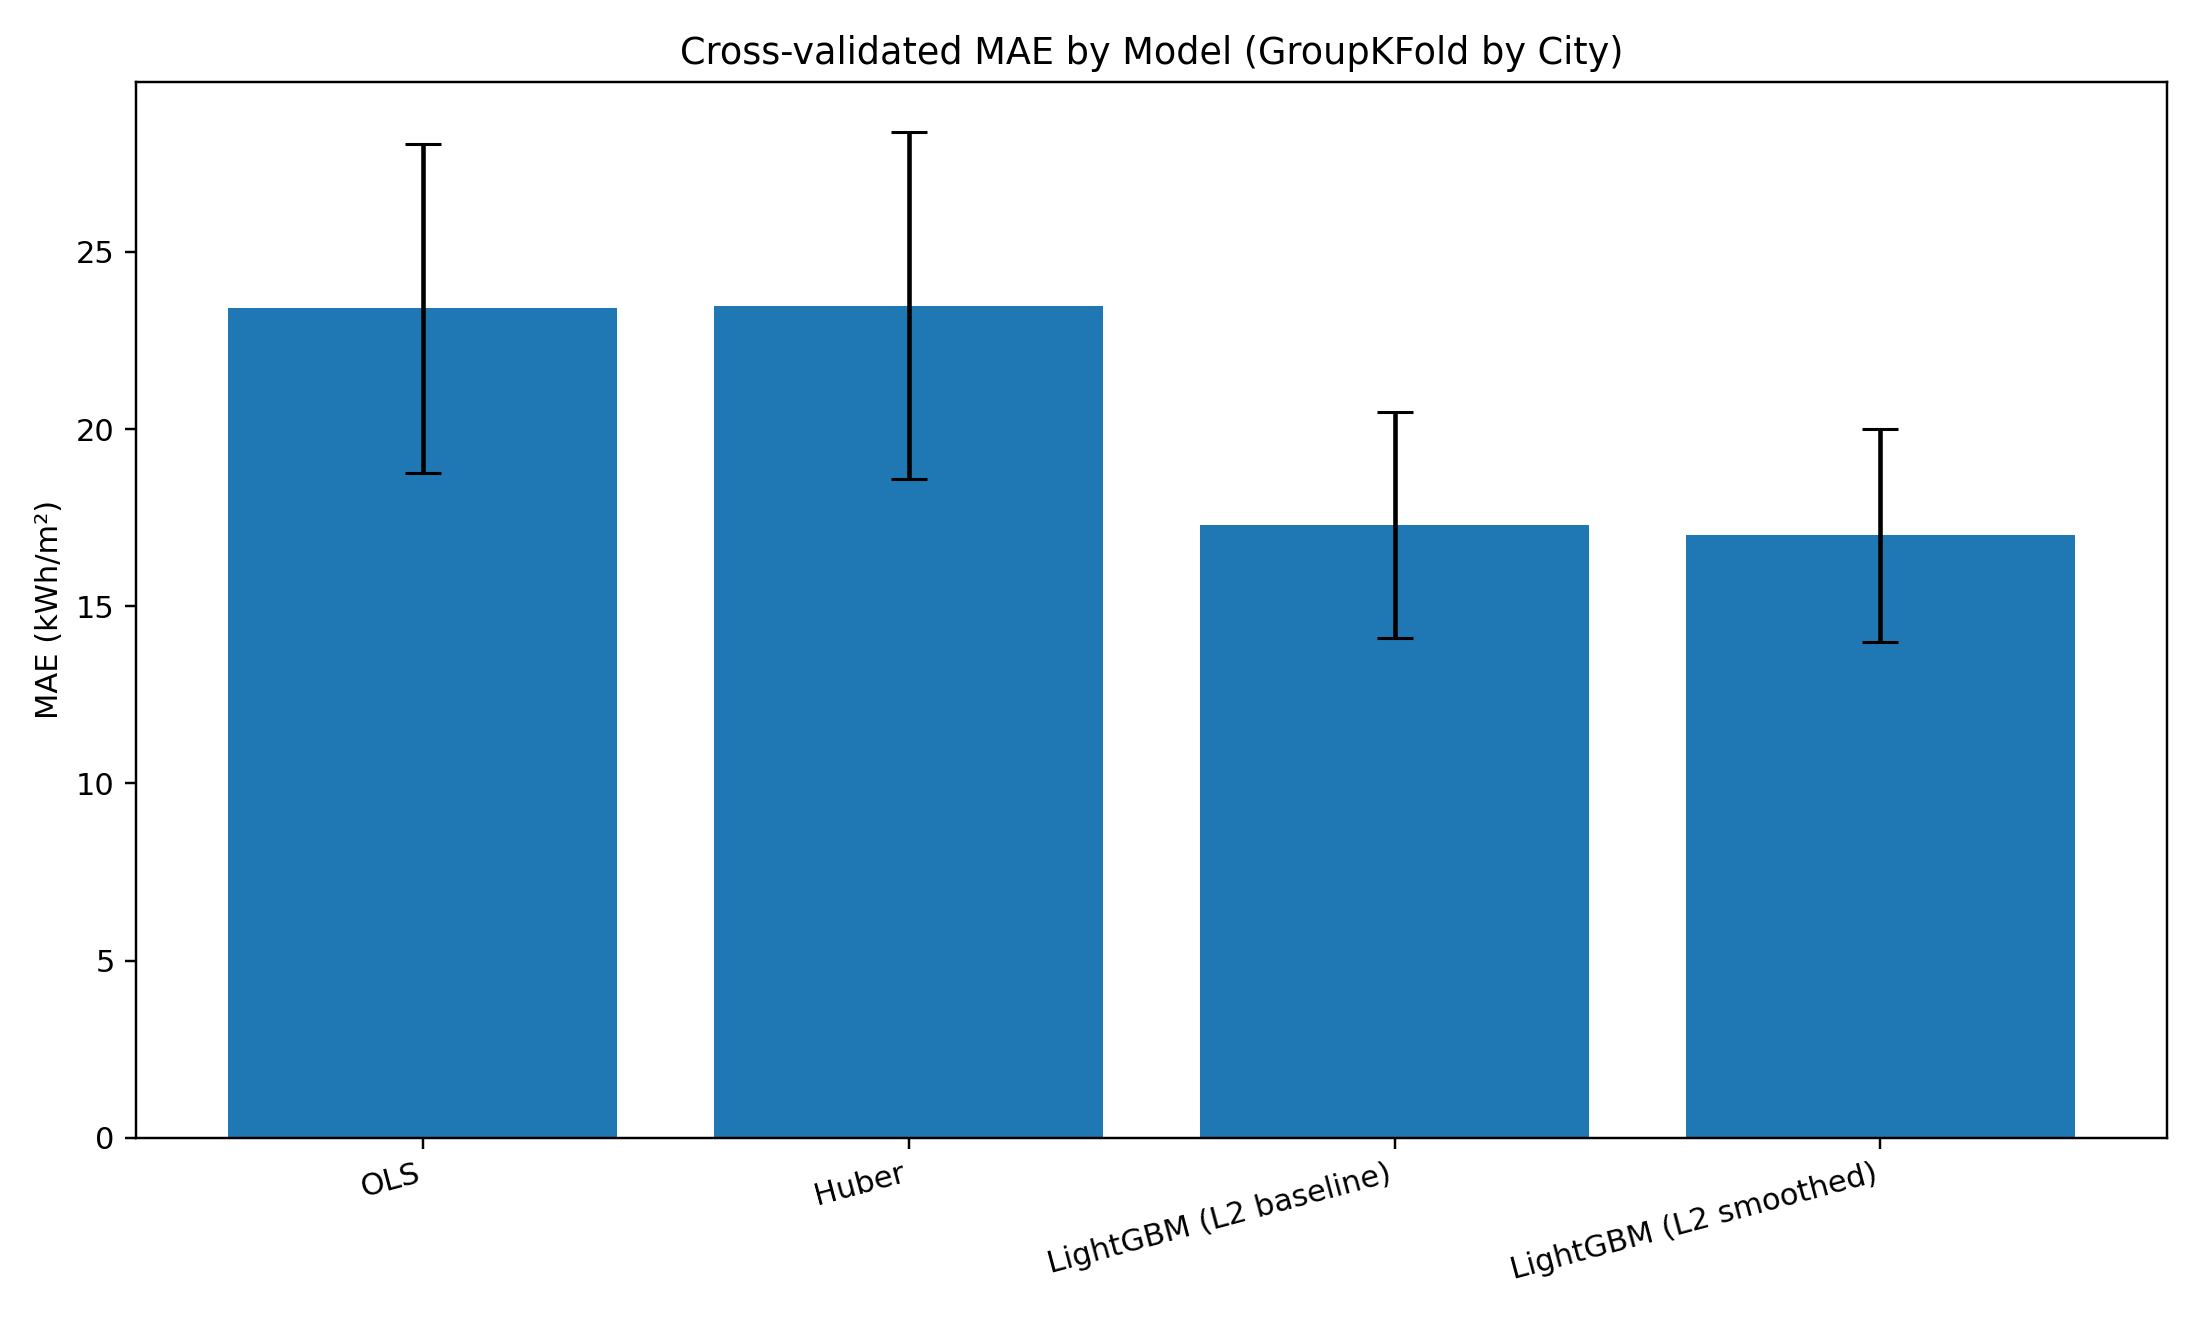 Cross-validated MAE by Model (GroupKFold by City)
MAE (kWh/m²)
25
20
15
10
5
0
OLS
Huber
LightGBM (L2 baseline)
LightGBM (L2 smoothed)